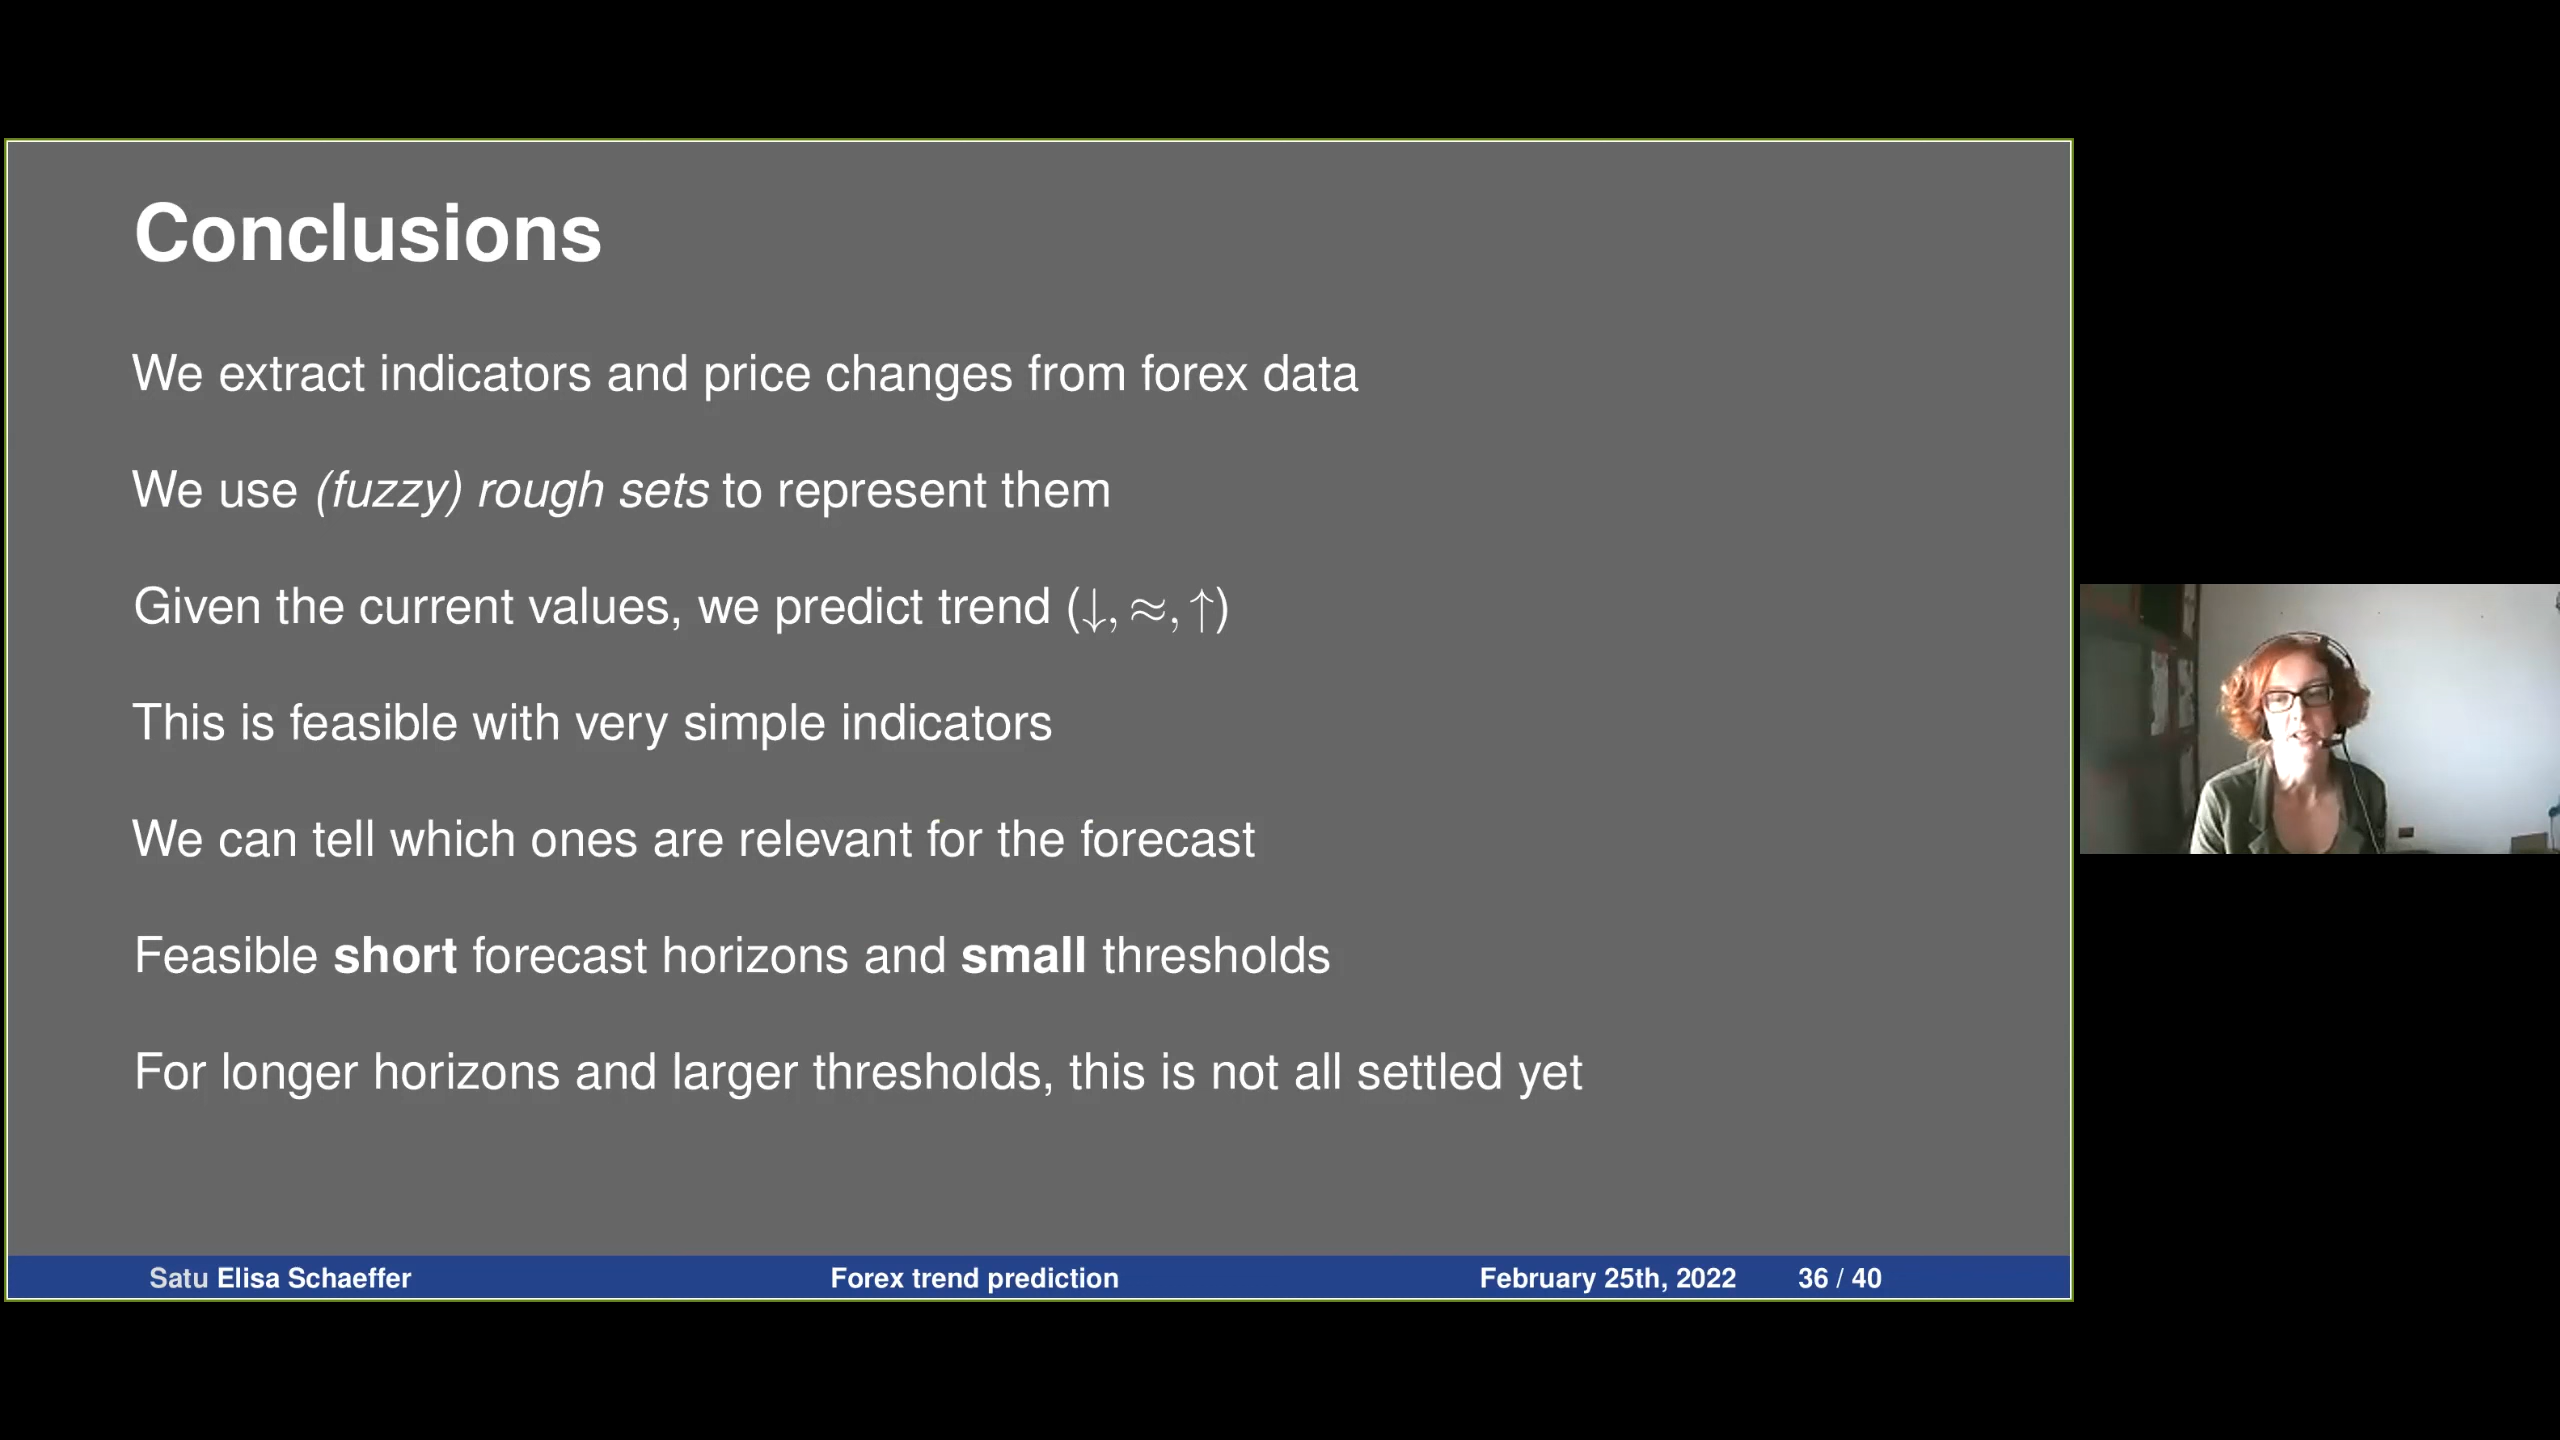 Conclusions
We extract indicators and price changes from forex data
We use (fuzzy) rough sets to represent them
Given the current values, we predict trend (↓, ≈, ↑)
This is feasible with very simple indicators
We can tell which ones are relevant for the forecast
Feasible short forecast horizons and small thresholds
For longer horizons and larger thresholds, this is not all settled yet
Satu Elisa Schaeffer Forex trend prediction February 25th, 2022 36 / 40